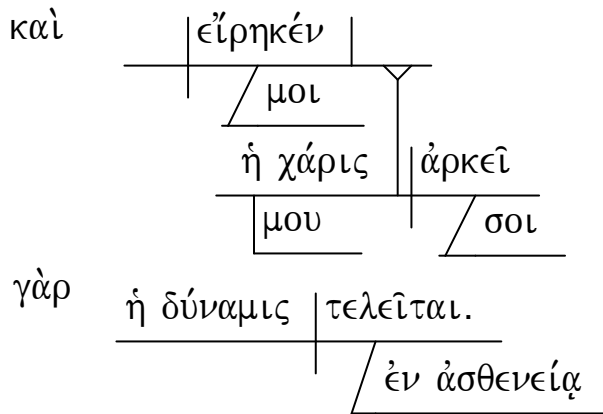 καὶ
εἴρηκέν
μοι
ἡ χάρις ἀρκεῖ
μου σοι
γὰρ
ἡ δύναμις τελεῖται.
ἐν ἀσθενείᾳ